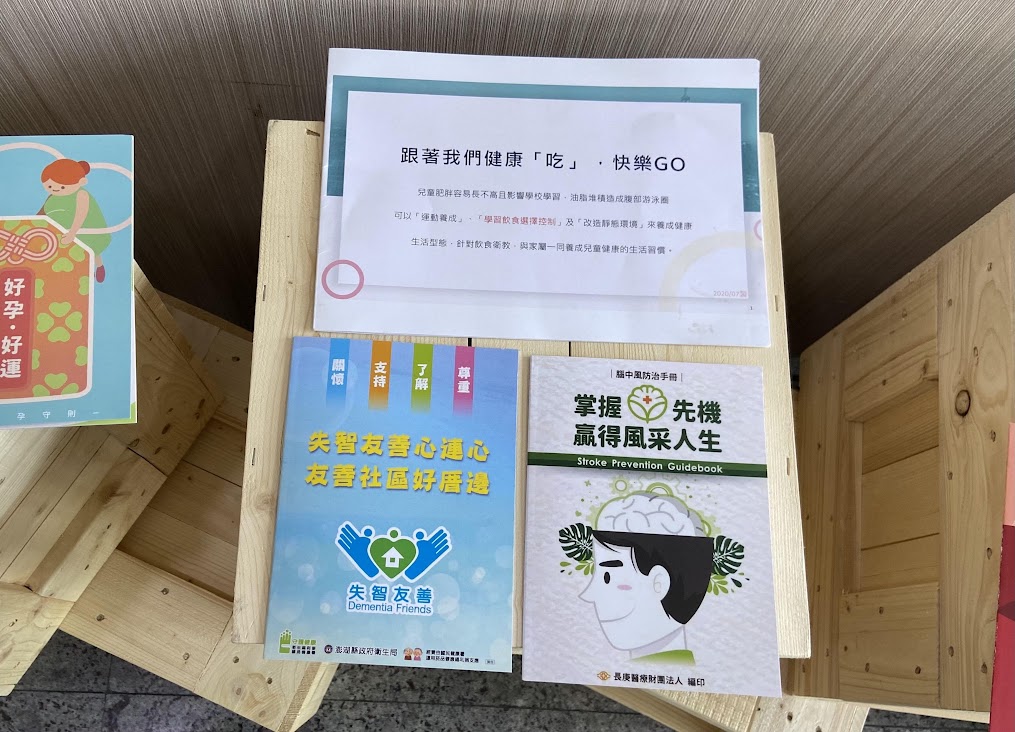 跟著我們健康「吃」，快樂GO
兒童肥胖容易長不高且影響學校學習，油脂堆積造成腹部游泳圈
可以「運動養成」、「學習飲食選擇控制」及「改造靜態環境」來養成健康
生活型態，針對飲食衛教，與家屬一同養成兒童健康的生活習慣。
2020/07製
好孕・好運
孕守則一
關懷
支持
了解
尊重
失智友善心連心
友善社區好厝邊
失智友善
Dementia Friends
澎湖縣政府衛生局
腦中風防治手冊
掌握先機
贏得風采人生
Stroke Prevention Guidebook
長庚醫療財團法人 編印